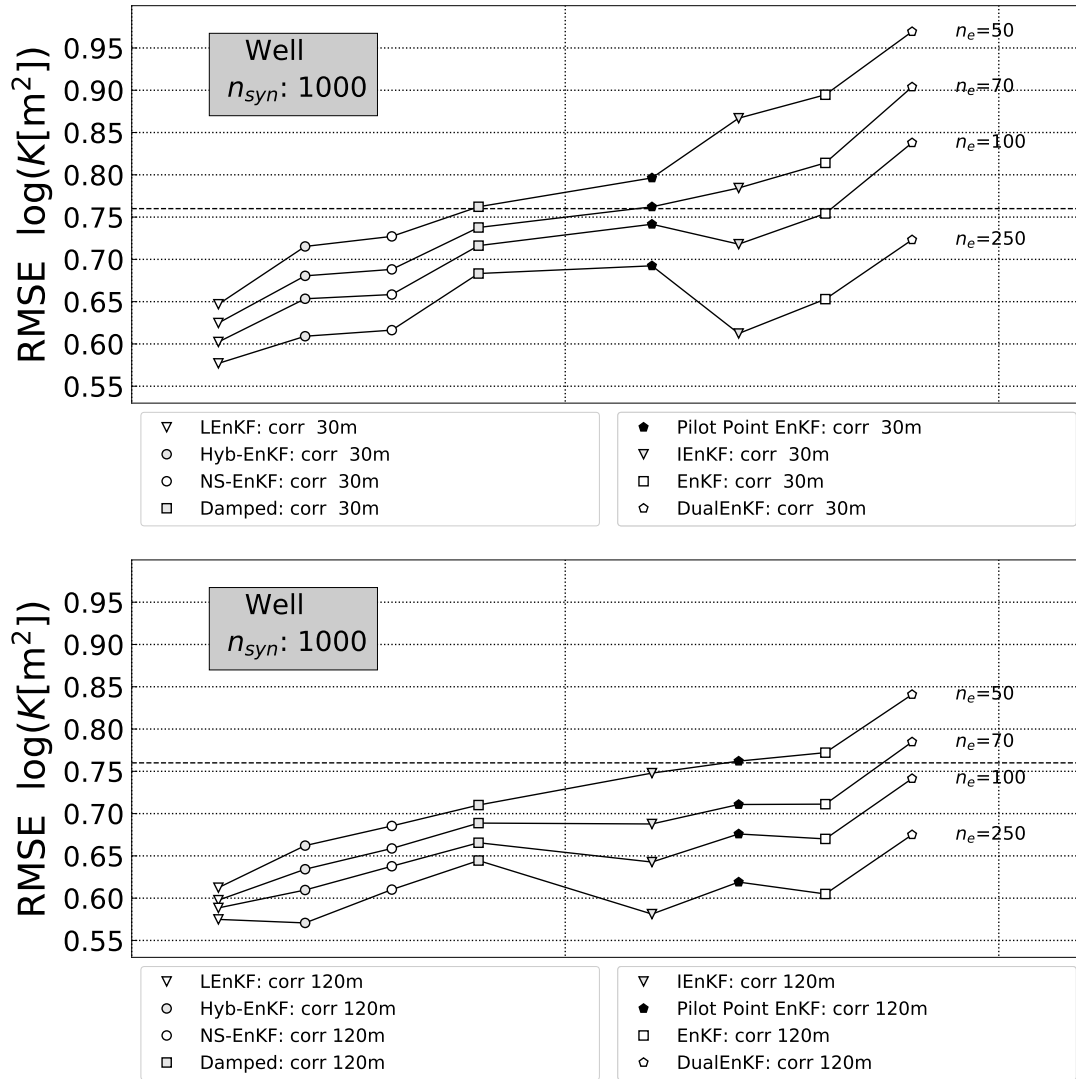 RMSE log(K[m²])
0.95
0.90
0.85
0.80
0.75
0.70
0.65
0.60
0.55
Well
n_syn: 1000
n_e=50
n_e=70
n_e=100
n_e=250
LEnKF: corr 30m
Hyb-EnKF: corr 30m
NS-EnKF: corr 30m
Damped: corr 30m
Pilot Point EnKF: corr 30m
IEnKF: corr 30m
EnKF: corr 30m
DualEnKF: corr 30m
RMSE log(K[m²])
0.95
0.90
0.85
0.80
0.75
0.70
0.65
0.60
0.55
Well
n_syn: 1000
n_e=50
n_e=70
n_e=100
n_e=250
LEnKF: corr 120m
Hyb-EnKF: corr 120m
NS-EnKF: corr 120m
Damped: corr 120m
IEnKF: corr 120m
Pilot Point EnKF: corr 120m
EnKF: corr 120m
DualEnKF: corr 120m